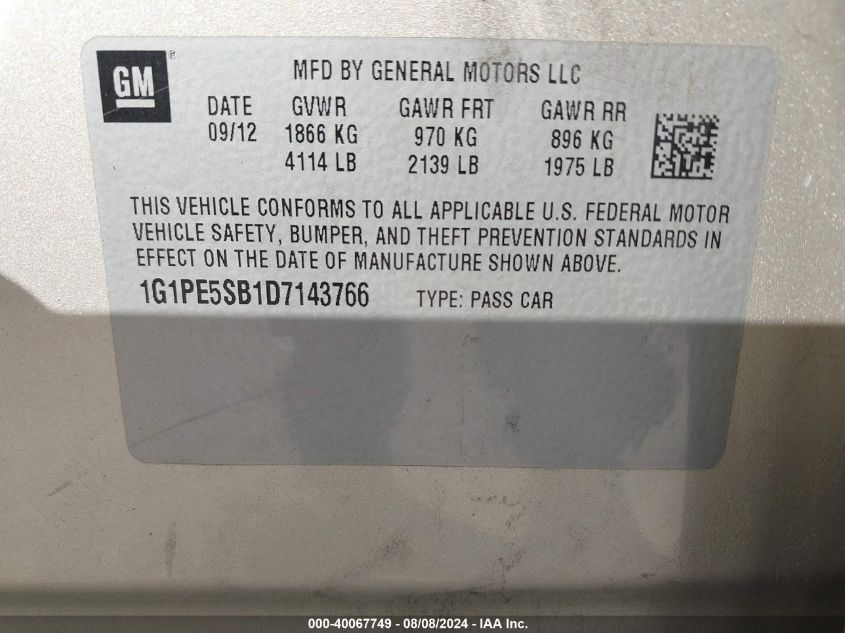 GM ®
MFD BY GENERAL MOTORS LLC
DATE GVWR GAWR FRT GAWR RR
09/12 1866 KG 970 KG 896 KG
4114 LB 2139 LB 1975 LB
THIS VEHICLE CONFORMS TO ALL APPLICABLE U.S. FEDERAL MOTOR
VEHICLE SAFETY, BUMPER, AND THEFT PREVENTION STANDARDS IN
EFFECT ON THE DATE OF MANUFACTURE SHOWN ABOVE.
1G1PE5SB1D7143766 TYPE: PASS CAR
000-40067749 - 08/08/2024 - IAA Inc.